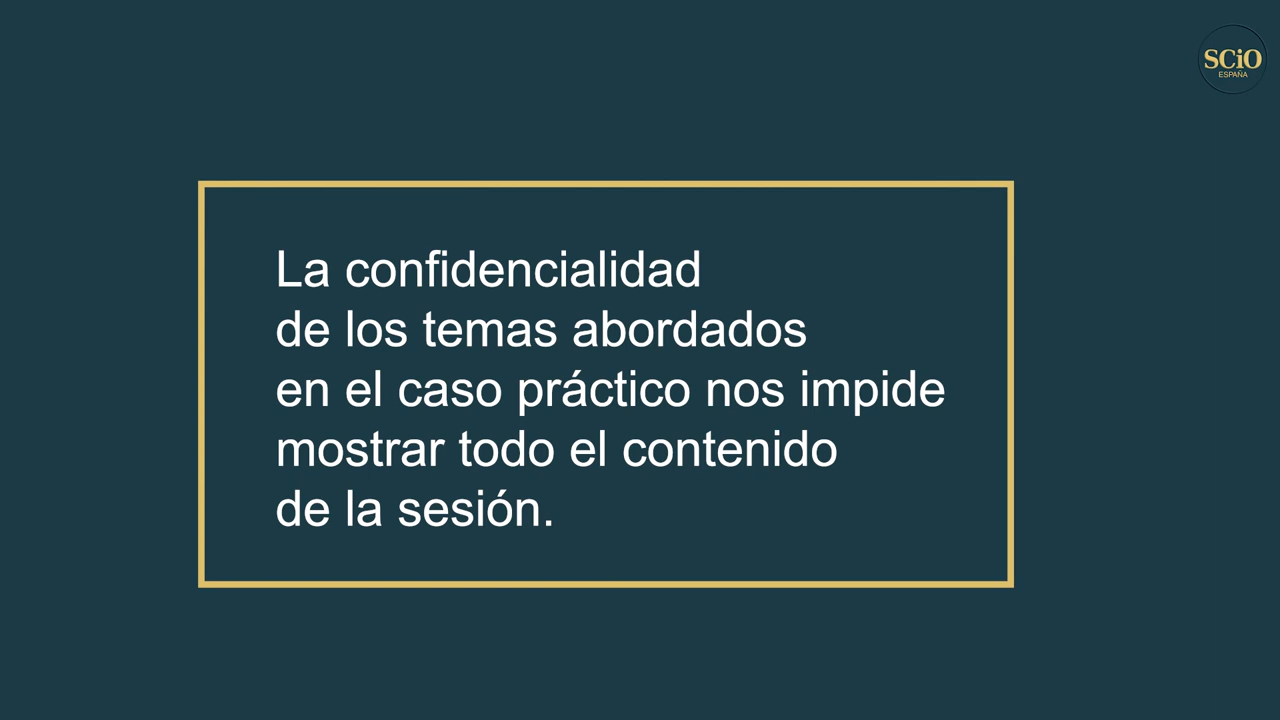 SCiO
ESPAÑA
La confidencialidad
de los temas abordados
en el caso práctico nos impide
mostrar todo el contenido
de la sesión.